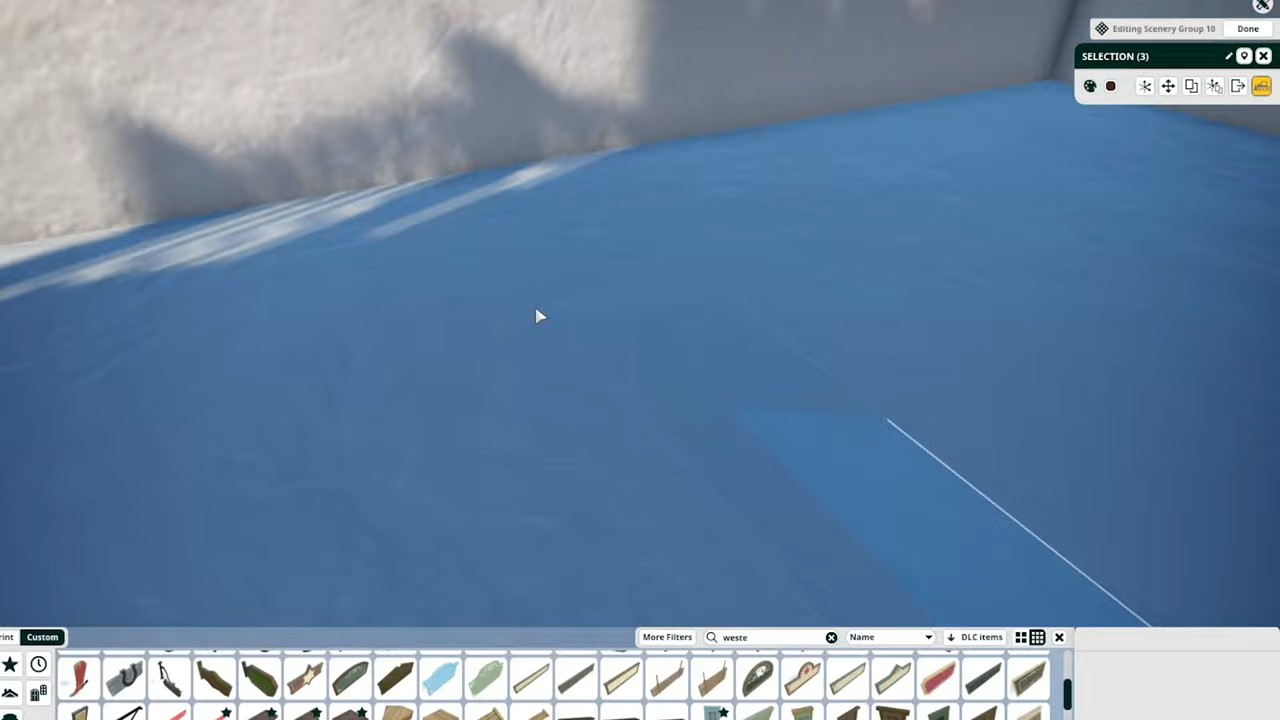 Editing Scenery Group 10
Done
SELECTION (3)
rint
Custom
More Filters
weste
Name
DLC items